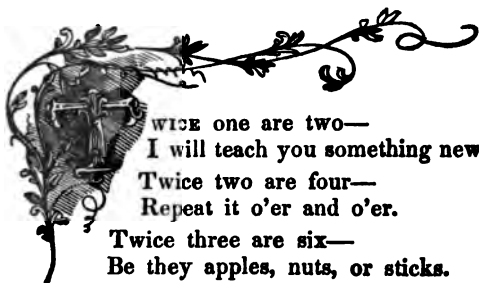 TWICE one are two—
I will teach you something new
Twice two are four—
Repeat it o'er and o'er.
Twice three are six—
Be they apples, nuts, or sticks.